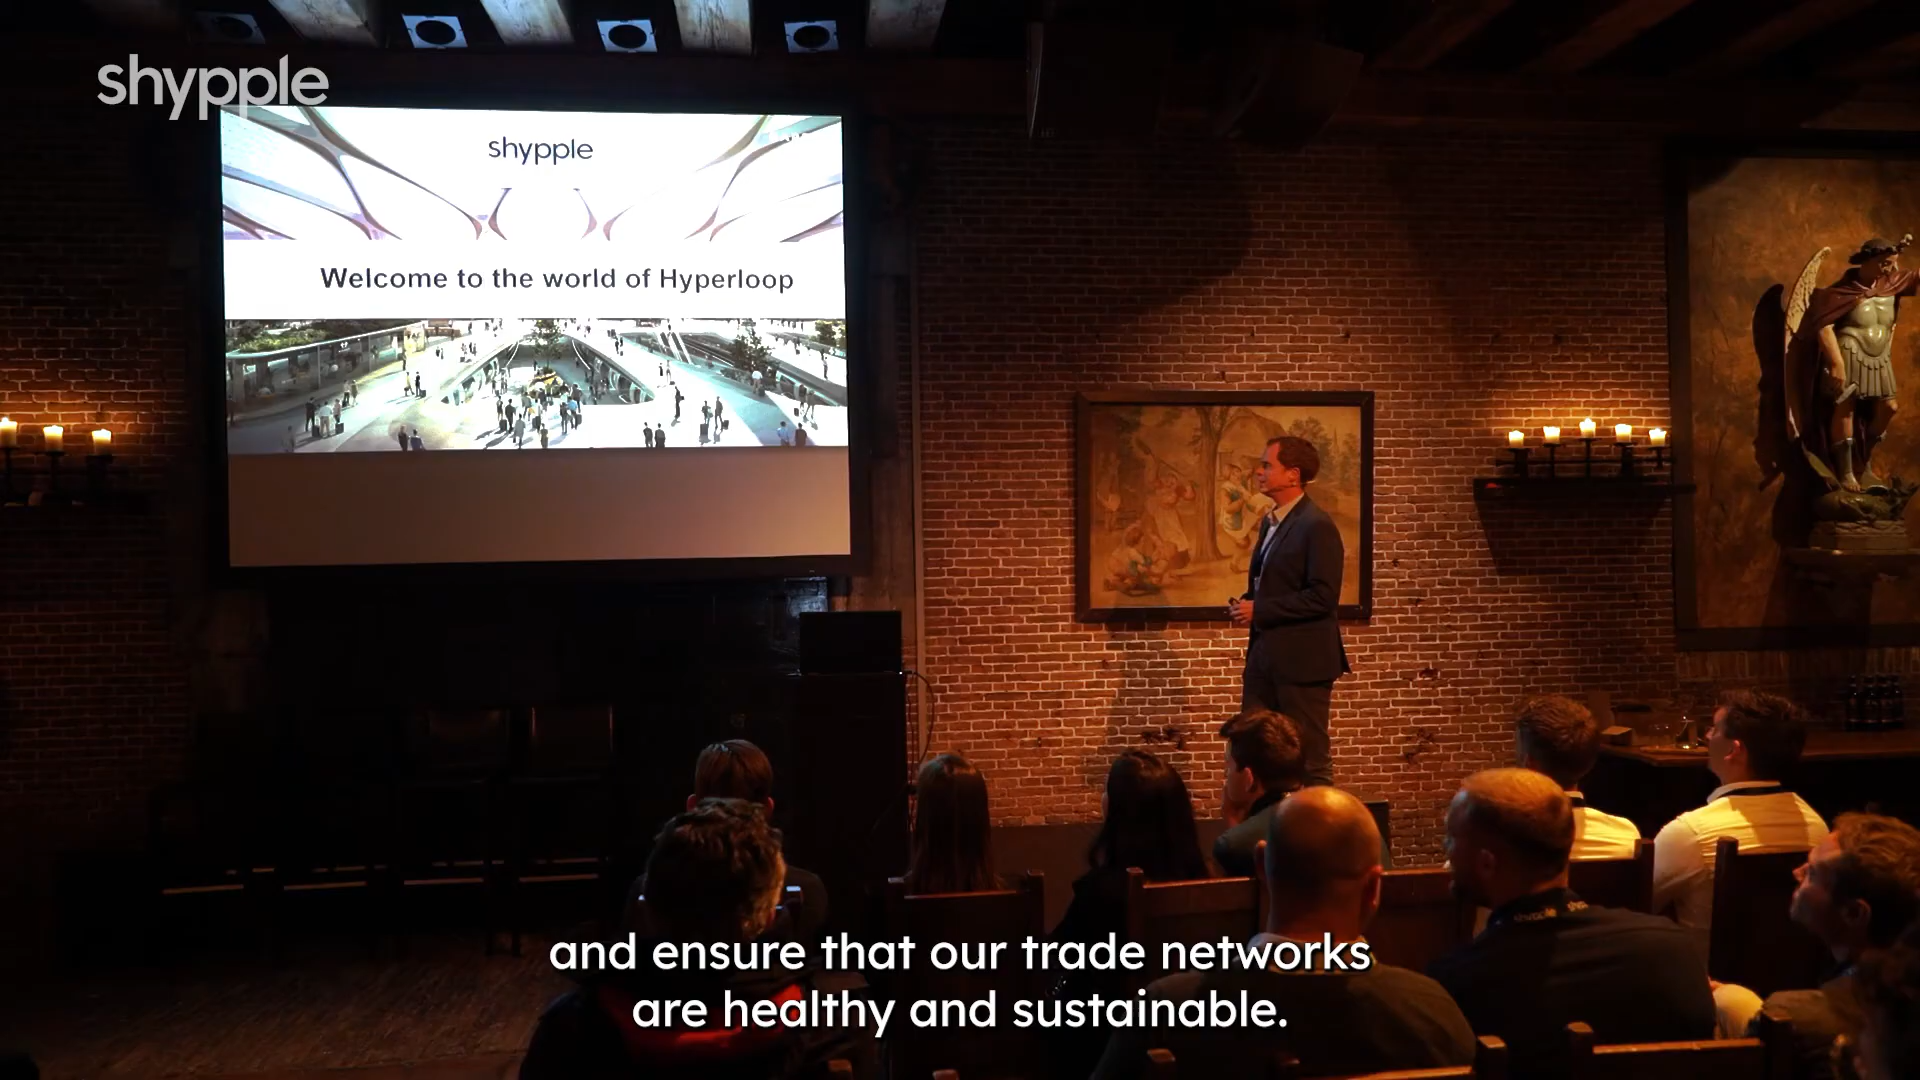 shypple
shypple
Welcome to the world of Hyperloop
and ensure that our trade networks
are healthy and sustainable.